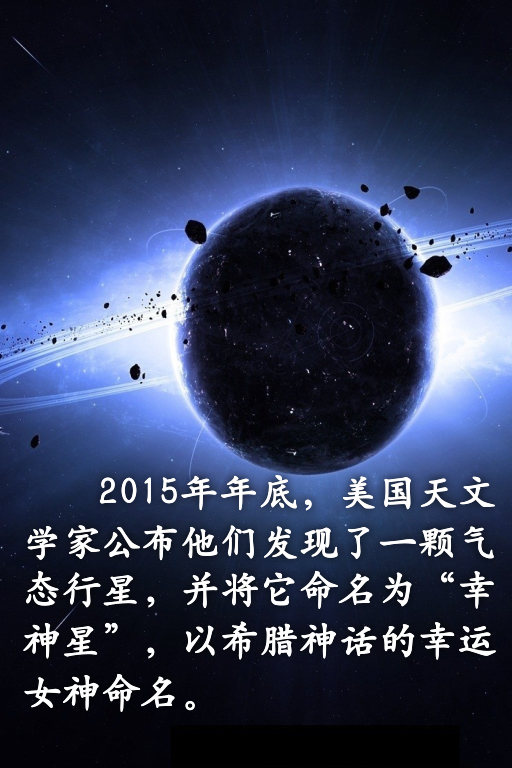 2015年年底，美国天文
学家公布他们发现了一颗气
态行星，并将它命名为“幸
神星”，以希腊神话的幸运
女神命名。